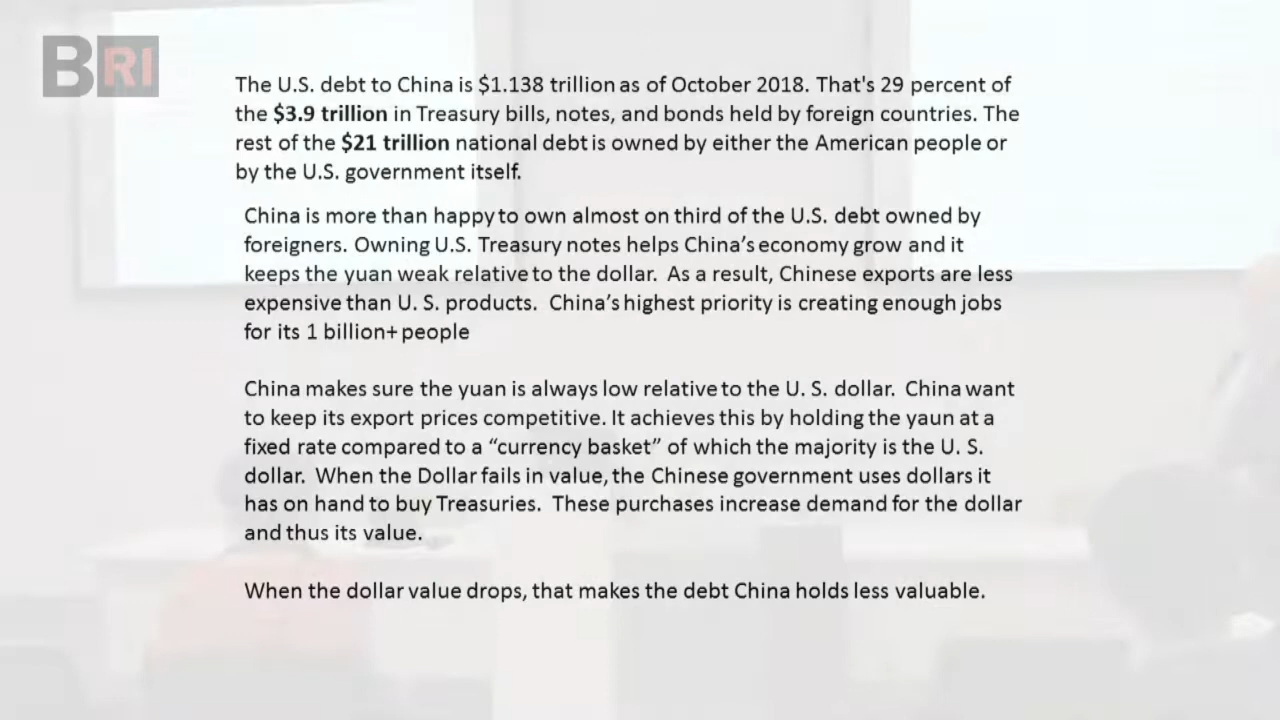 BRI
The U.S. debt to China is $1.138 trillion as of October 2018. That's 29 percent of
the $3.9 trillion in Treasury bills, notes, and bonds held by foreign countries. The
rest of the $21 trillion national debt is owned by either the American people or
by the U.S. government itself.
China is more than happy to own almost on third of the U.S. debt owned by
foreigners. Owning U.S. Treasury notes helps China’s economy grow and it
keeps the yuan weak relative to the dollar. As a result, Chinese exports are less
expensive than U. S. products. China’s highest priority is creating enough jobs
for its 1 billion+ people
China makes sure the yuan is always low relative to the U. S. dollar. China want
to keep its export prices competitive. It achieves this by holding the yaun at a
fixed rate compared to a “currency basket” of which the majority is the U. S.
dollar. When the Dollar fails in value, the Chinese government uses dollars it
has on hand to buy Treasuries. These purchases increase demand for the dollar
and thus its value.
When the dollar value drops, that makes the debt China holds less valuable.